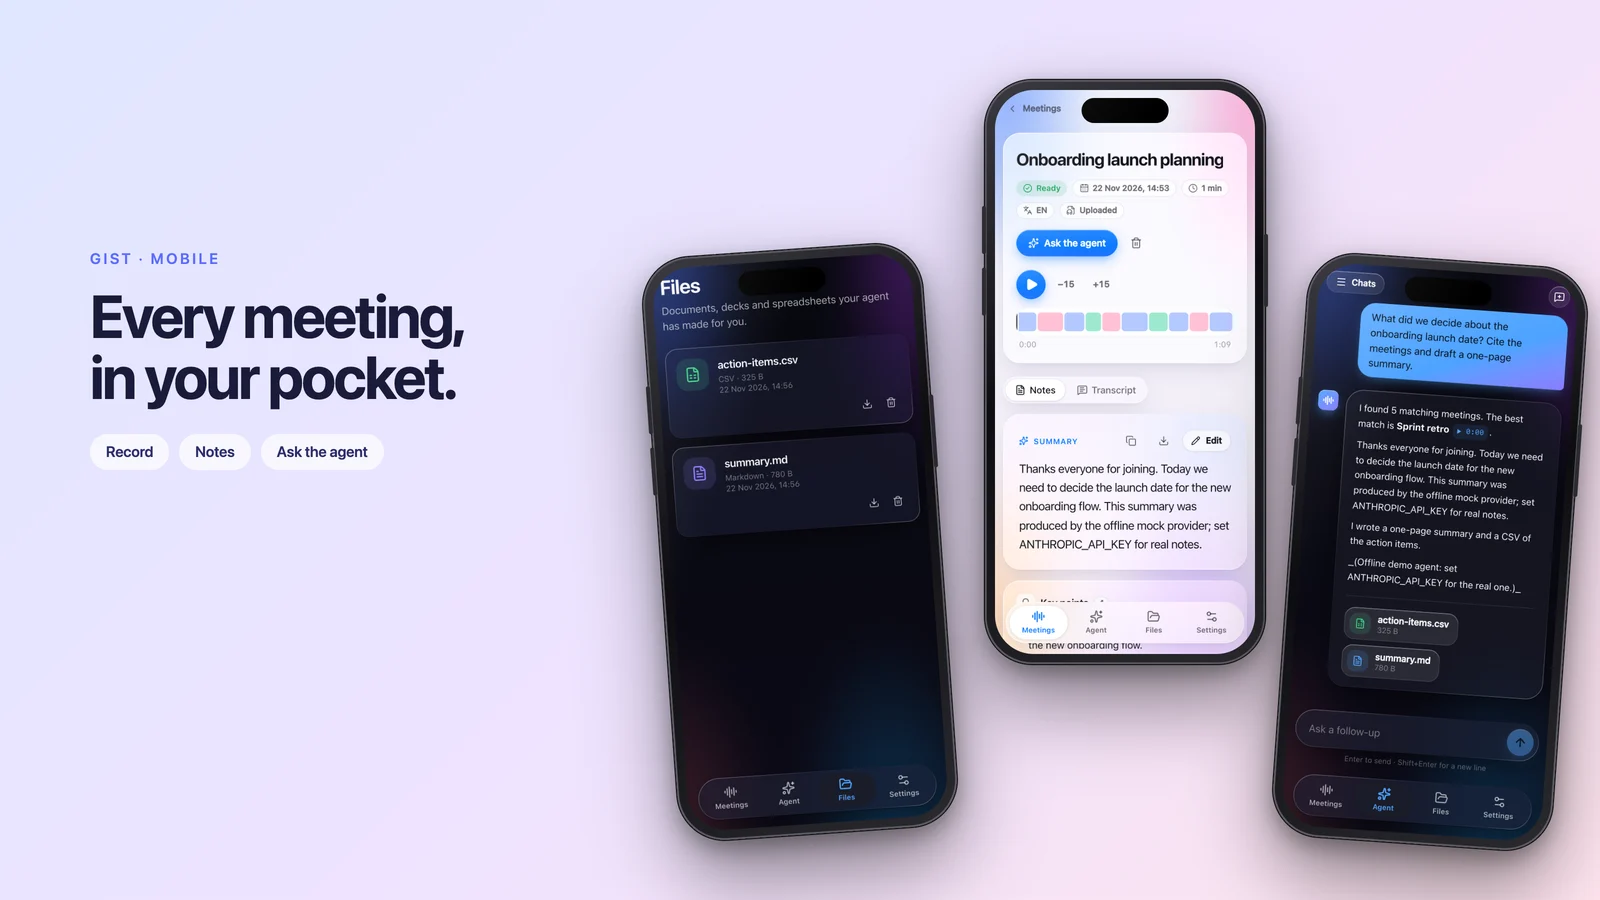 GIST · MOBILE
Every meeting,
in your pocket.
Record
Notes
Ask the agent
Files
Documents, decks and spreadsheets your agent
has made for you.
action-items.csv
CSV · 325 B
22 Nov 2026, 14:56
summary.md
Markdown · 780 B
22 Nov 2026, 14:56
Meetings
Agent
Files
Settings
Meetings
Onboarding launch planning
Ready
22 Nov 2026, 14:53
1 min
EN
Uploaded
Ask the agent
−15
+15
0:00
1:09
Notes
Transcript
SUMMARY
Edit
Thanks everyone for joining. Today we
need to decide the launch date for the new
onboarding flow. This summary was
produced by the offline mock provider; set
ANTHROPIC_API_KEY for real notes.
Key points
Meetings
Agent
Files
Settings
the new onboarding flow.
Chats
What did we decide about the
onboarding launch date? Cite the
meetings and draft a one-page
summary.
I found 5 matching meetings. The best
match is Sprint retro 0:00 .
Thanks everyone for joining. Today we need
to decide the launch date for the new
onboarding flow. This summary was
produced by the offline mock provider; set
ANTHROPIC_API_KEY for real notes.
I wrote a one-page summary and a CSV of
the action items.
_(Offline demo agent: set
ANTHROPIC_API_KEY for the real one.)_
action-items.csv
325 B
summary.md
780 B
Ask a follow-up
Enter to send · Shift+Enter for a new line
Meetings
Agent
Files
Settings